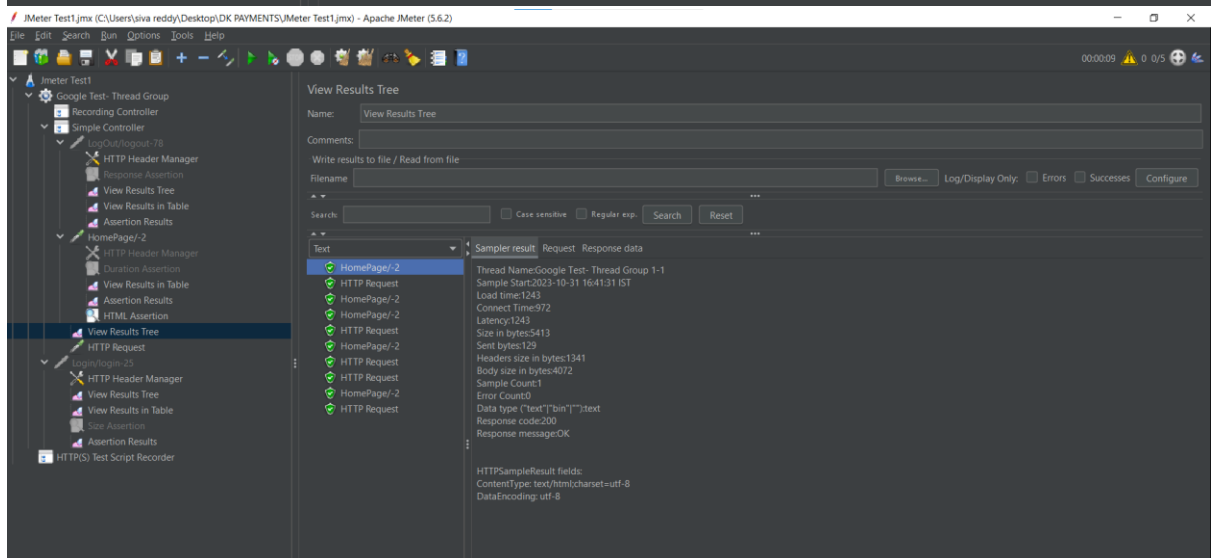 JMeter Test1.jmx (C:\Users\siva reddy\Desktop\DK PAYMENTS\JMeter Test1.jmx) - Apache JMeter (5.6.2)
File Edit Search Run Options Tools Help
00:00:09 0 0/5
Jmeter Test1
Google Test- Thread Group
Recording Controller
Simple Controller
LogOut/logout-78
HTTP Header Manager
Response Assertion
View Results Tree
View Results in Table
Assertion Results
HomePage/-2
HTTP Header Manager
Duration Assertion
View Results in Table
Assertion Results
HTML Assertion
View Results Tree
HTTP Request
Login/login-25
HTTP Header Manager
View Results Tree
View Results in Table
Size Assertion
Assertion Results
HTTP(S) Test Script Recorder
View Results Tree
Name: View Results Tree
Comments:
Write results to file / Read from file
Filename Browse... Log/Display Only: Errors Successes Configure
Search: Case sensitive Regular exp. Search Reset
Text
HomePage/-2
HTTP Request
HomePage/-2
HomePage/-2
HTTP Request
HomePage/-2
HTTP Request
HTTP Request
HomePage/-2
HTTP Request
Sampler result Request Response data
Thread Name:Google Test- Thread Group 1-1
Sample Start:2023-10-31 16:41:31 IST
Load time:1243
Connect Time:972
Latency:1243
Size in bytes:5413
Sent bytes:129
Headers size in bytes:1341
Body size in bytes:4072
Sample Count:1
Error Count:0
Data type ("text"|"bin"|""):text
Response code:200
Response message:OK
HTTPSampleResult fields:
ContentType: text/html;charset=utf-8
DataEncoding: utf-8